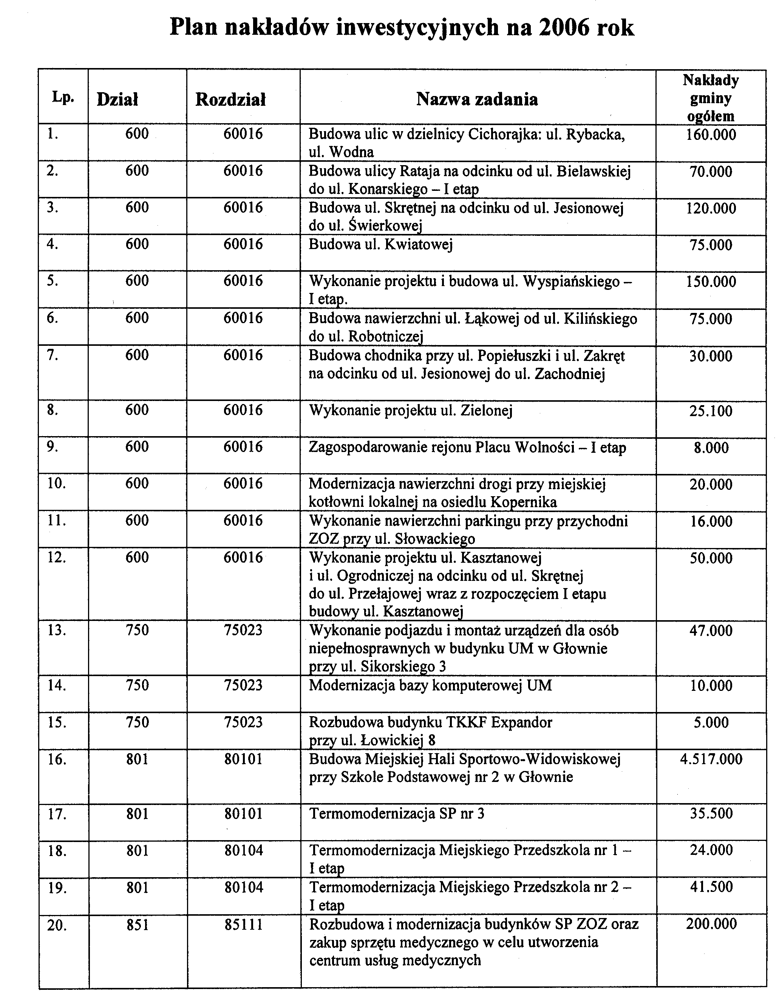 Plan nakładów inwestycyjnych na 2006 rok
Lp. Dział Rozdział Nazwa zadania Nakłady
gminy
ogółem
1. 600 60016 Budowa ulic w dzielnicy Cichorajka: ul. Rybacka, 160.000
ul. Wodna
2. 600 60016 Budowa ulicy Rataja na odcinku od ul. Bielawskiej 70.000
do ul. Konarskiego – I etap
3. 600 60016 Budowa ul. Skrętnej na odcinku od ul. Jesionowej 120.000
do ul. Świerkowej
4. 600 60016 Budowa ul. Kwiatowej 75.000
5. 600 60016 Wykonanie projektu i budowa ul. Wyspiańskiego – 150.000
I etap.
6. 600 60016 Budowa nawierzchni ul. Łąkowej od ul. Kilińskiego 75.000
do ul. Robotniczej
7. 600 60016 Budowa chodnika przy ul. Popiełuszki i ul. Zakręt 30.000
na odcinku od ul. Jesionowej do ul. Zachodniej
8. 600 60016 Wykonanie projektu ul. Zielonej 25.100
9. 600 60016 Zagospodarowanie rejonu Placu Wolności – I etap 8.000
10. 600 60016 Modernizacja nawierzchni drogi przy miejskiej 20.000
kotłowni lokalnej na osiedlu Kopernika
11. 600 60016 Wykonanie nawierzchni parkingu przy przychodni 16.000
ZOZ przy ul. Słowackiego
12. 600 60016 Wykonanie projektu ul. Kasztanowej 50.000
i ul. Ogrodniczej na odcinku od ul. Skrętnej
do ul. Przełajowej wraz z rozpoczęciem I etapu
budowy ul. Kasztanowej
13. 750 75023 Wykonanie podjazdu i montaż urządzeń dla osób 47.000
niepełnosprawnych w budynku UM w Głownie
przy ul. Sikorskiego 3
14. 750 75023 Modernizacja bazy komputerowej UM 10.000
15. 750 75023 Rozbudowa budynku TKKF Expandor 5.000
przy ul. Łowickiej 8
16. 801 80101 Budowa Miejskiej Hali Sportowo-Widowiskowej 4.517.000
przy Szkole Podstawowej nr 2 w Głownie
17. 801 80101 Termomodernizacja SP nr 3 35.500
18. 801 80104 Termomodernizacja Miejskiego Przedszkola nr 1 – 24.000
I etap
19. 801 80104 Termomodernizacja Miejskiego Przedszkola nr 2 – 41.500
I etap
20. 851 85111 Rozbudowa i modernizacja budynków SP ZOZ oraz 200.000
zakup sprzętu medycznego w celu utworzenia
centrum usług medycznych